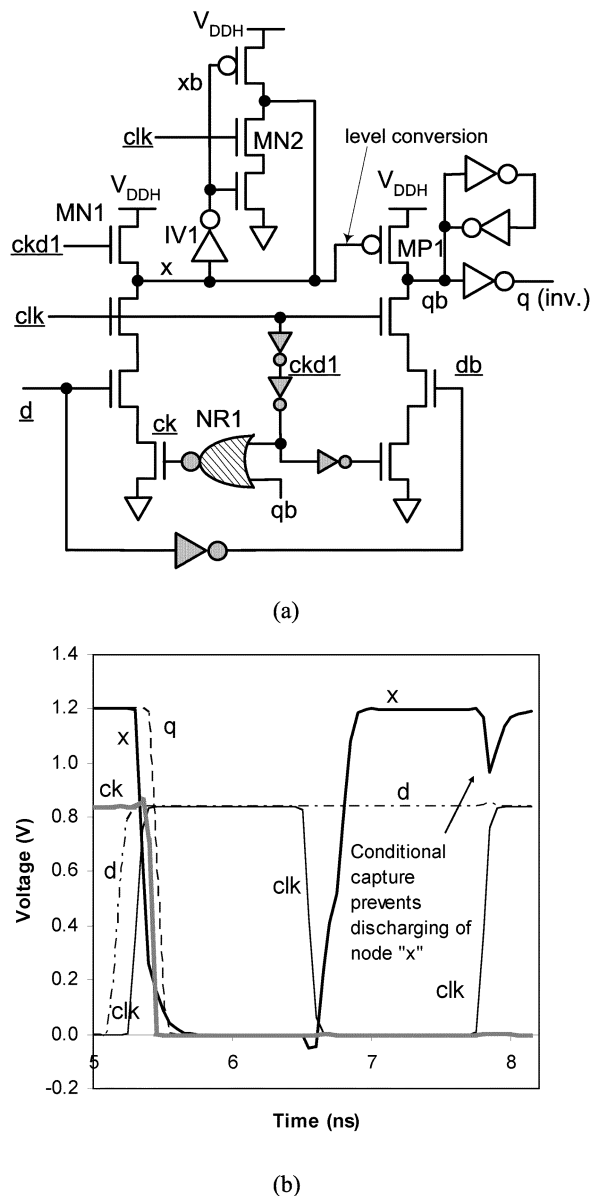 V_DDH
xb
clk
MN2
level conversion
V_DDH
V_DDH
MN1
IV1
MP1
ckd1
x
qb
q (inv.)
clk
ckd1
db
d
ck
NR1
qb
(a)
1.4
1.2
1.0
0.8
0.6
0.4
0.2
0.0
-0.2
Voltage (V)
x
q
x
ck
d
d
clk
clk
clk
Conditional
capture
prevents
discharging of
node "x"
5
6
7
8
Time (ns)
(b)